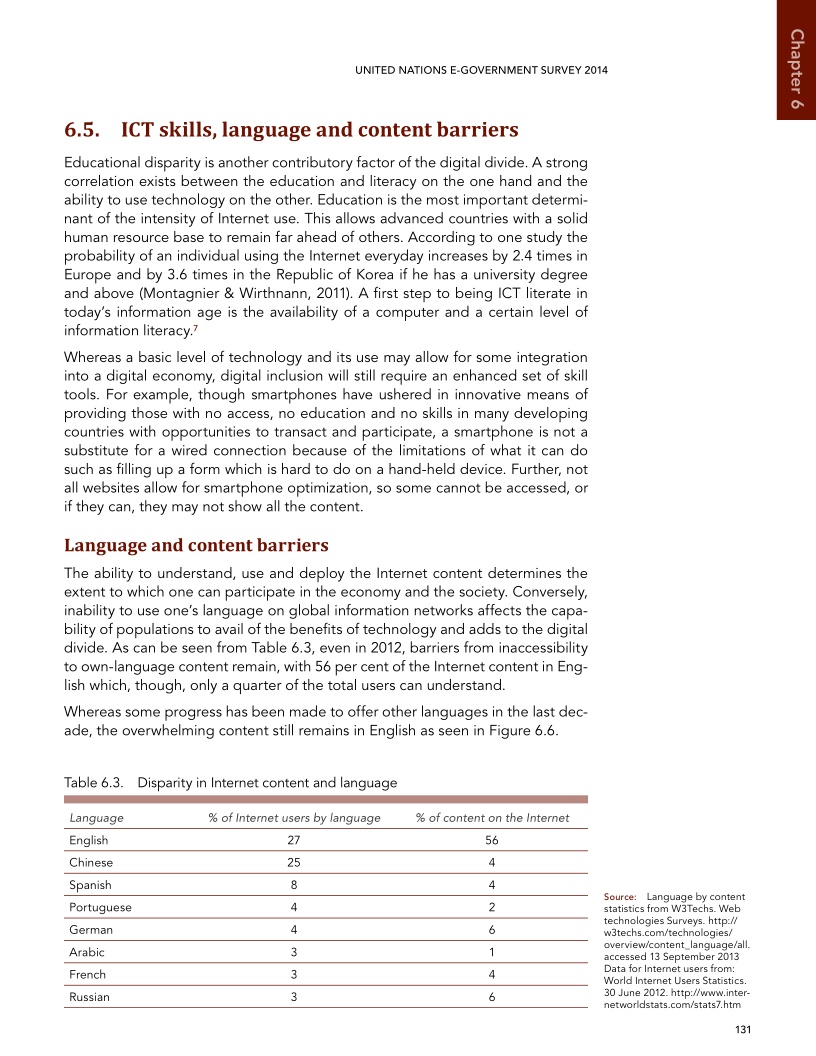 UNITED NATIONS E-GOVERNMENT SURVEY 2014
Chapter 6
6.5. ICT skills, language and content barriers
Educational disparity is another contributory factor of the digital divide. A strong
correlation exists between the education and literacy on the one hand and the
ability to use technology on the other. Education is the most important determi-
nant of the intensity of Internet use. This allows advanced countries with a solid
human resource base to remain far ahead of others. According to one study the
probability of an individual using the Internet everyday increases by 2.4 times in
Europe and by 3.6 times in the Republic of Korea if he has a university degree
and above (Montagnier & Wirthnann, 2011). A first step to being ICT literate in
today's information age is the availability of a computer and a certain level of
information literacy.7
Whereas a basic level of technology and its use may allow for some integration
into a digital economy, digital inclusion will still require an enhanced set of skill
tools. For example, though smartphones have ushered in innovative means of
providing those with no access, no education and no skills in many developing
countries with opportunities to transact and participate, a smartphone is not a
substitute for a wired connection because of the limitations of what it can do
such as filling up a form which is hard to do on a hand-held device. Further, not
all websites allow for smartphone optimization, so some cannot be accessed, or
if they can, they may not show all the content.
Language and content barriers
The ability to understand, use and deploy the Internet content determines the
extent to which one can participate in the economy and the society. Conversely,
inability to use one's language on global information networks affects the capa-
bility of populations to avail of the benefits of technology and adds to the digital
divide. As can be seen from Table 6.3, even in 2012, barriers from inaccessibility
to own-language content remain, with 56 per cent of the Internet content in Eng-
lish which, though, only a quarter of the total users can understand.
Whereas some progress has been made to offer other languages in the last dec-
ade, the overwhelming content still remains in English as seen in Figure 6.6.
Table 6.3. Disparity in Internet content and language
Language % of Internet users by language % of content on the Internet
English 27 56
Chinese 25 4
Spanish 8 4
Portuguese 4 2
German 4 6
Arabic 3 1
French 3 4
Russian 3 6
Source: Language by content
statistics from W3Techs. Web
technologies Surveys. http://
w3techs.com/technologies/
overview/content_language/all.
accessed 13 September 2013
Data for Internet users from:
World Internet Users Statistics.
30 June 2012. http://www.inter-
networldstats.com/stats7.htm
131